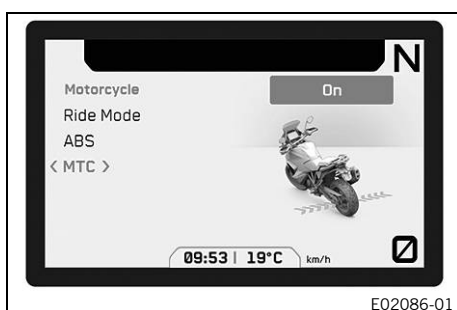 N
Motorcycle
On
Ride Mode
ABS
< MTC >
09:53 | 19°C km/h
0
E02086-01